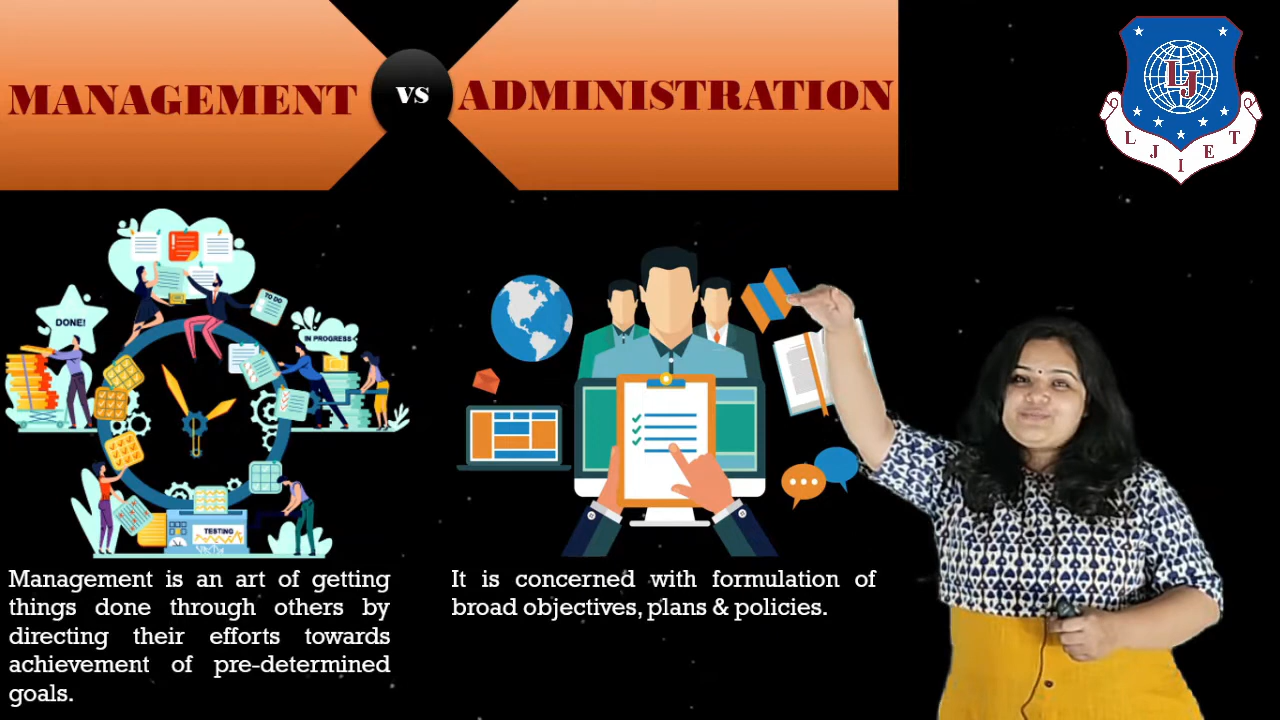 MANAGEMENT
VS
ADMINISTRATION
LJ
L J I E T
TO DO
DONE!
IN PROGRESS
TESTING
Management is an art of getting
things done through others by
directing their efforts towards
achievement of pre-determined
goals.
It is concerned with formulation of
broad objectives, plans & policies.